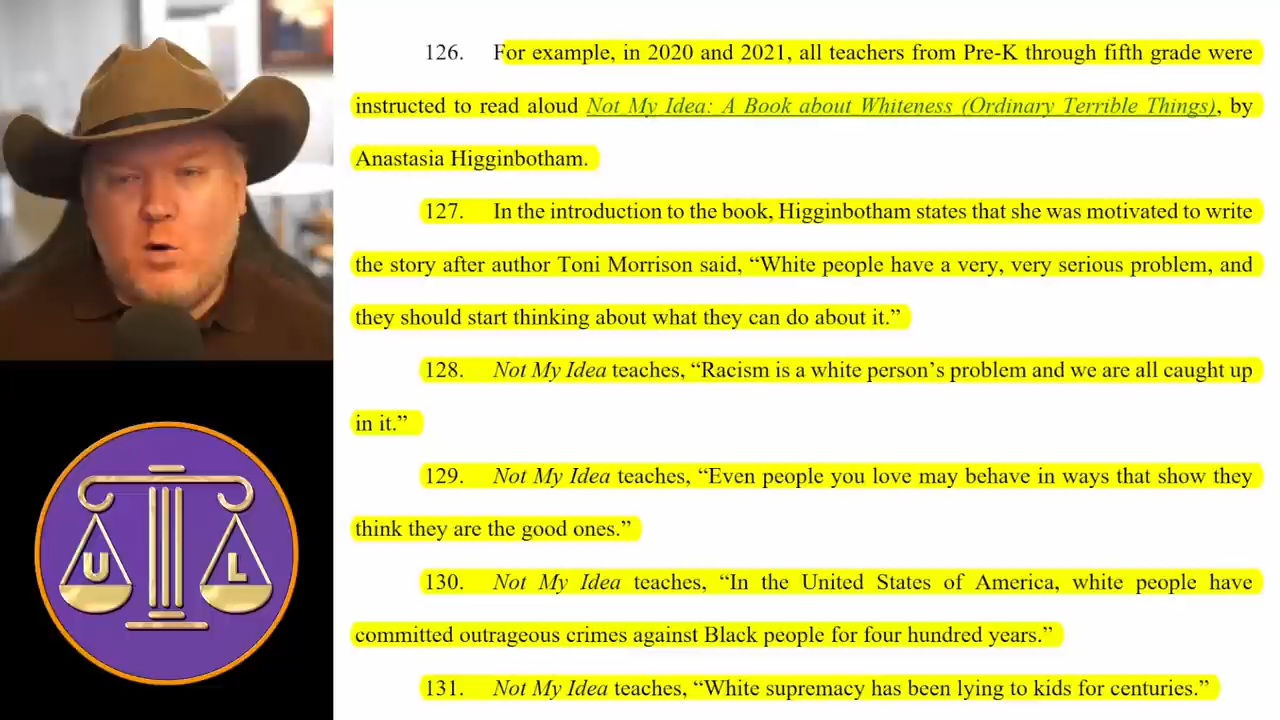 126. For example, in 2020 and 2021, all teachers from Pre-K through fifth grade were
instructed to read aloud Not My Idea: A Book about Whiteness (Ordinary Terrible Things), by
Anastasia Higginbotham.
127. In the introduction to the book, Higginbotham states that she was motivated to write
the story after author Toni Morrison said, “White people have a very, very serious problem, and
they should start thinking about what they can do about it.”
128. Not My Idea teaches, “Racism is a white person’s problem and we are all caught up
in it.”
129. Not My Idea teaches, “Even people you love may behave in ways that show they
think they are the good ones.”
130. Not My Idea teaches, “In the United States of America, white people have
committed outrageous crimes against Black people for four hundred years.”
131. Not My Idea teaches, “White supremacy has been lying to kids for centuries.”
U L